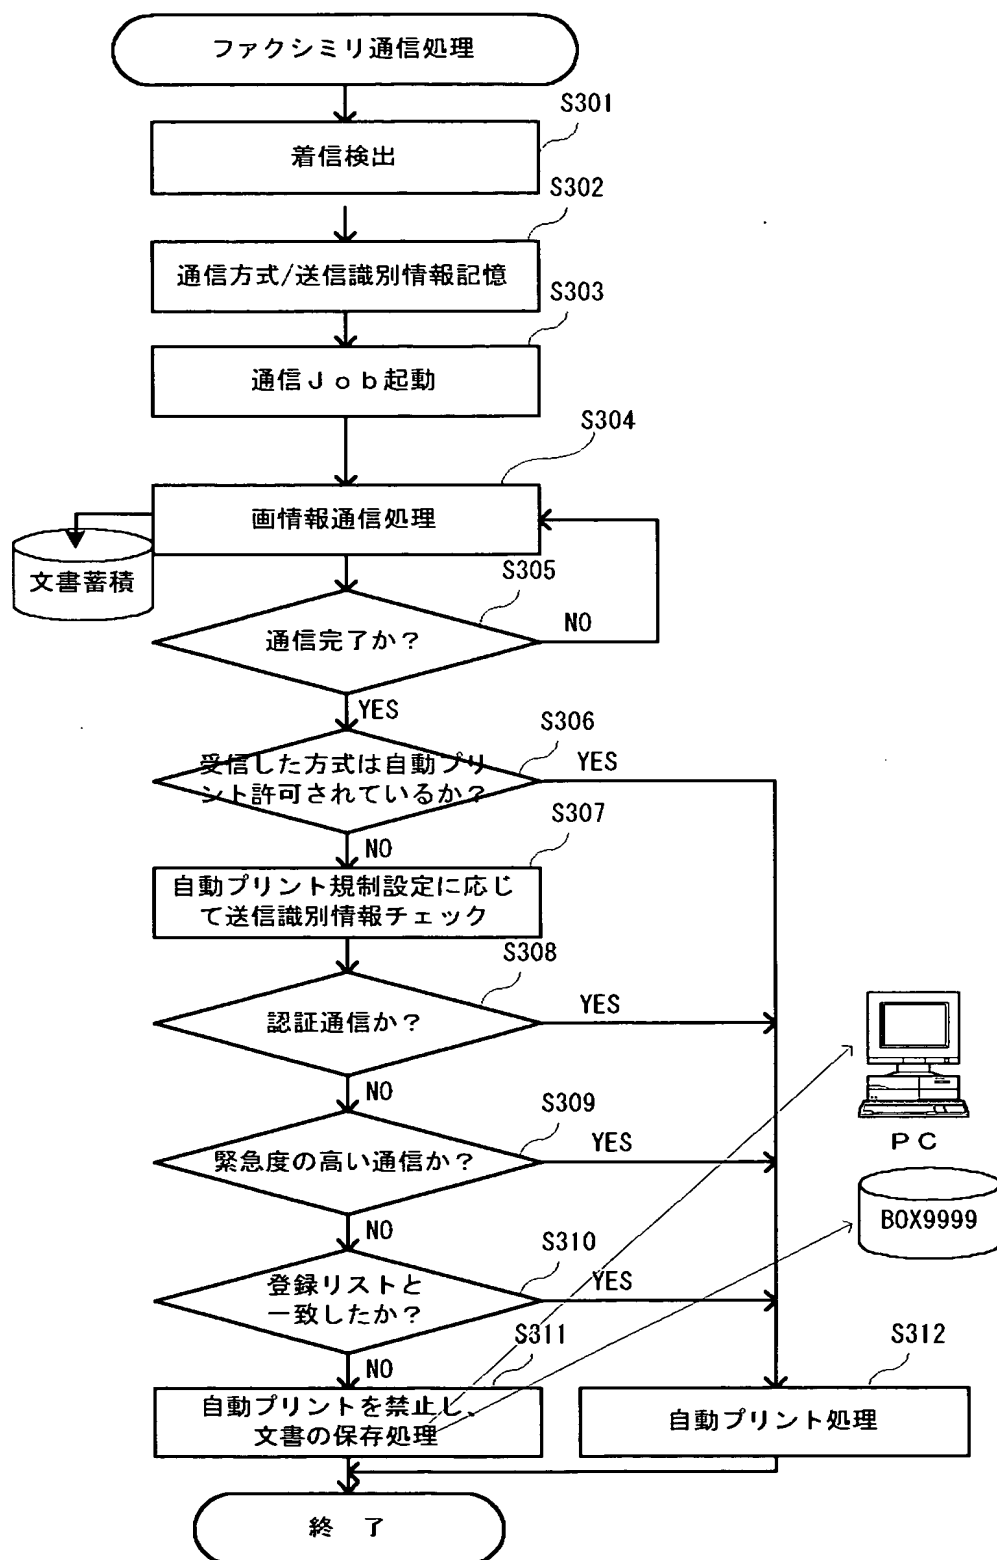 ファクシミリ通信処理
S301
着信検出
S302
通信方式/送信識別情報記憶
S303
通信Ｊｏｂ起動
S304
画情報通信処理
文書蓄積
S305
通信完了か？
NO
YES
S306
受信した方式は自動プリ
ント許可されているか？
YES
NO
S307
自動プリント規制設定に応じ
て送信識別情報チェック
S308
認証通信か？
YES
NO
S309
緊急度の高い通信か？
YES
ＰＣ
BOX9999
NO
S310
登録リストと
一致したか？
YES
NO
S311
自動プリントを禁止し、
文書の保存処理
S312
自動プリント処理
終　了